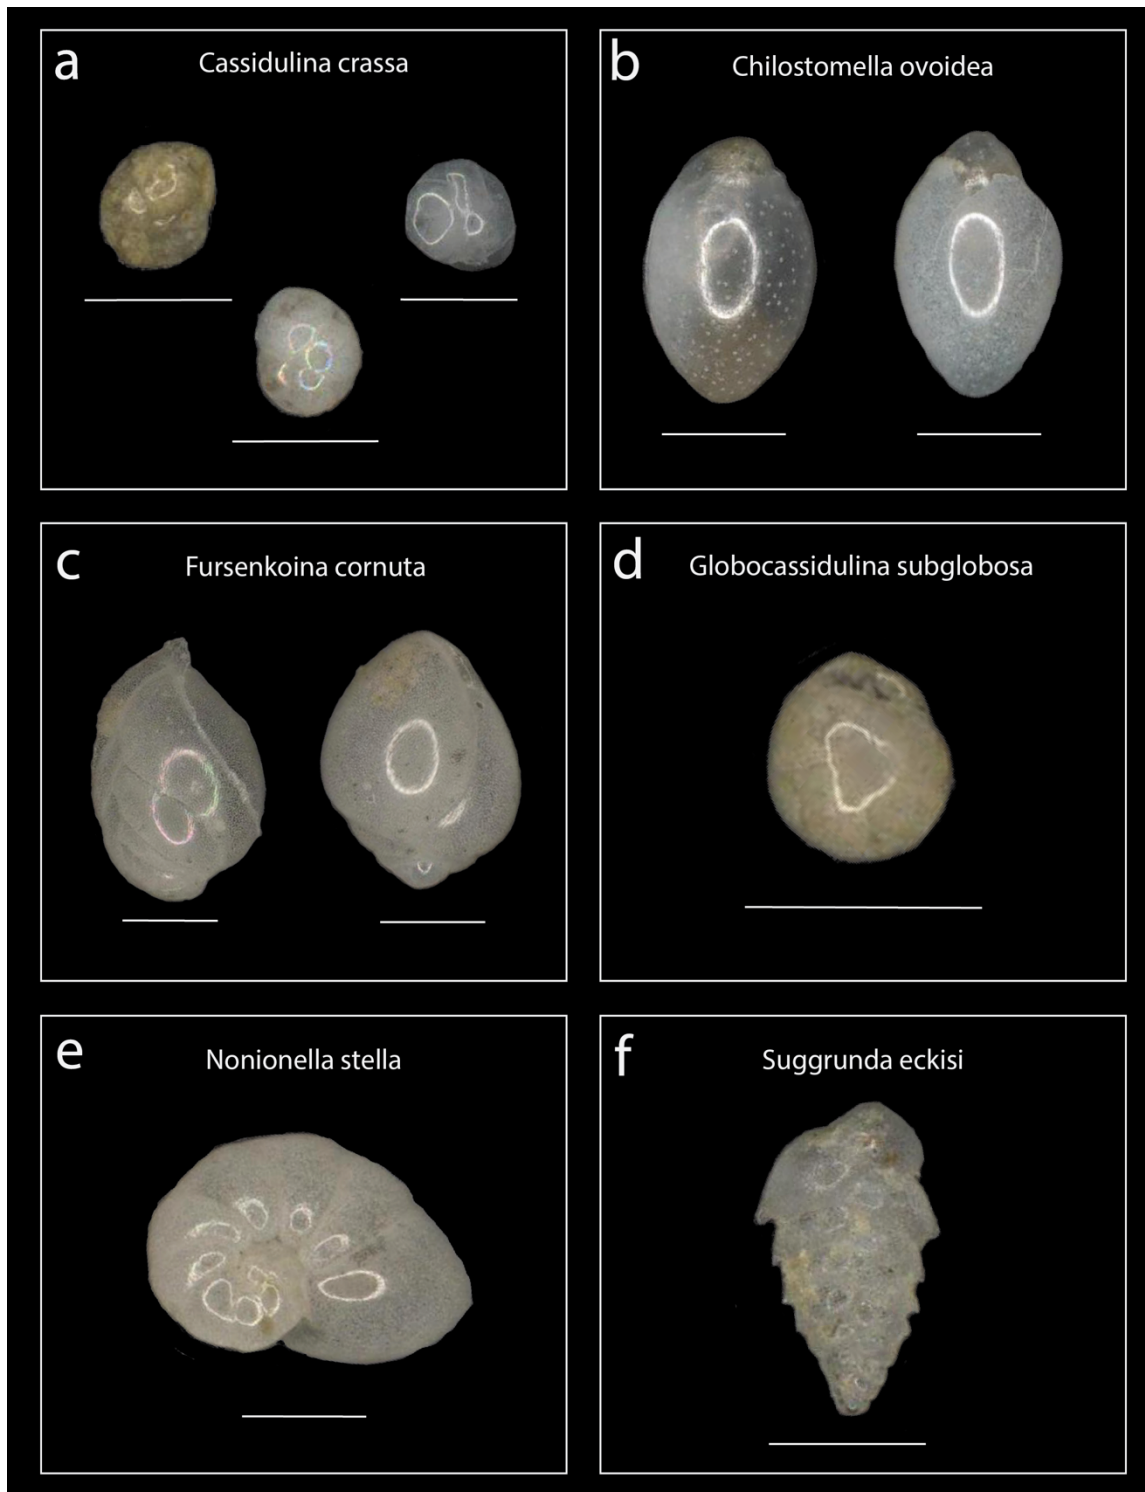 a
Cassidulina crassa
b
Chilostomella ovoidea
c
Fursenkoina cornuta
d
Globocassidulina subglobosa
e
Nonionella stella
f
Suggrunda eckisi